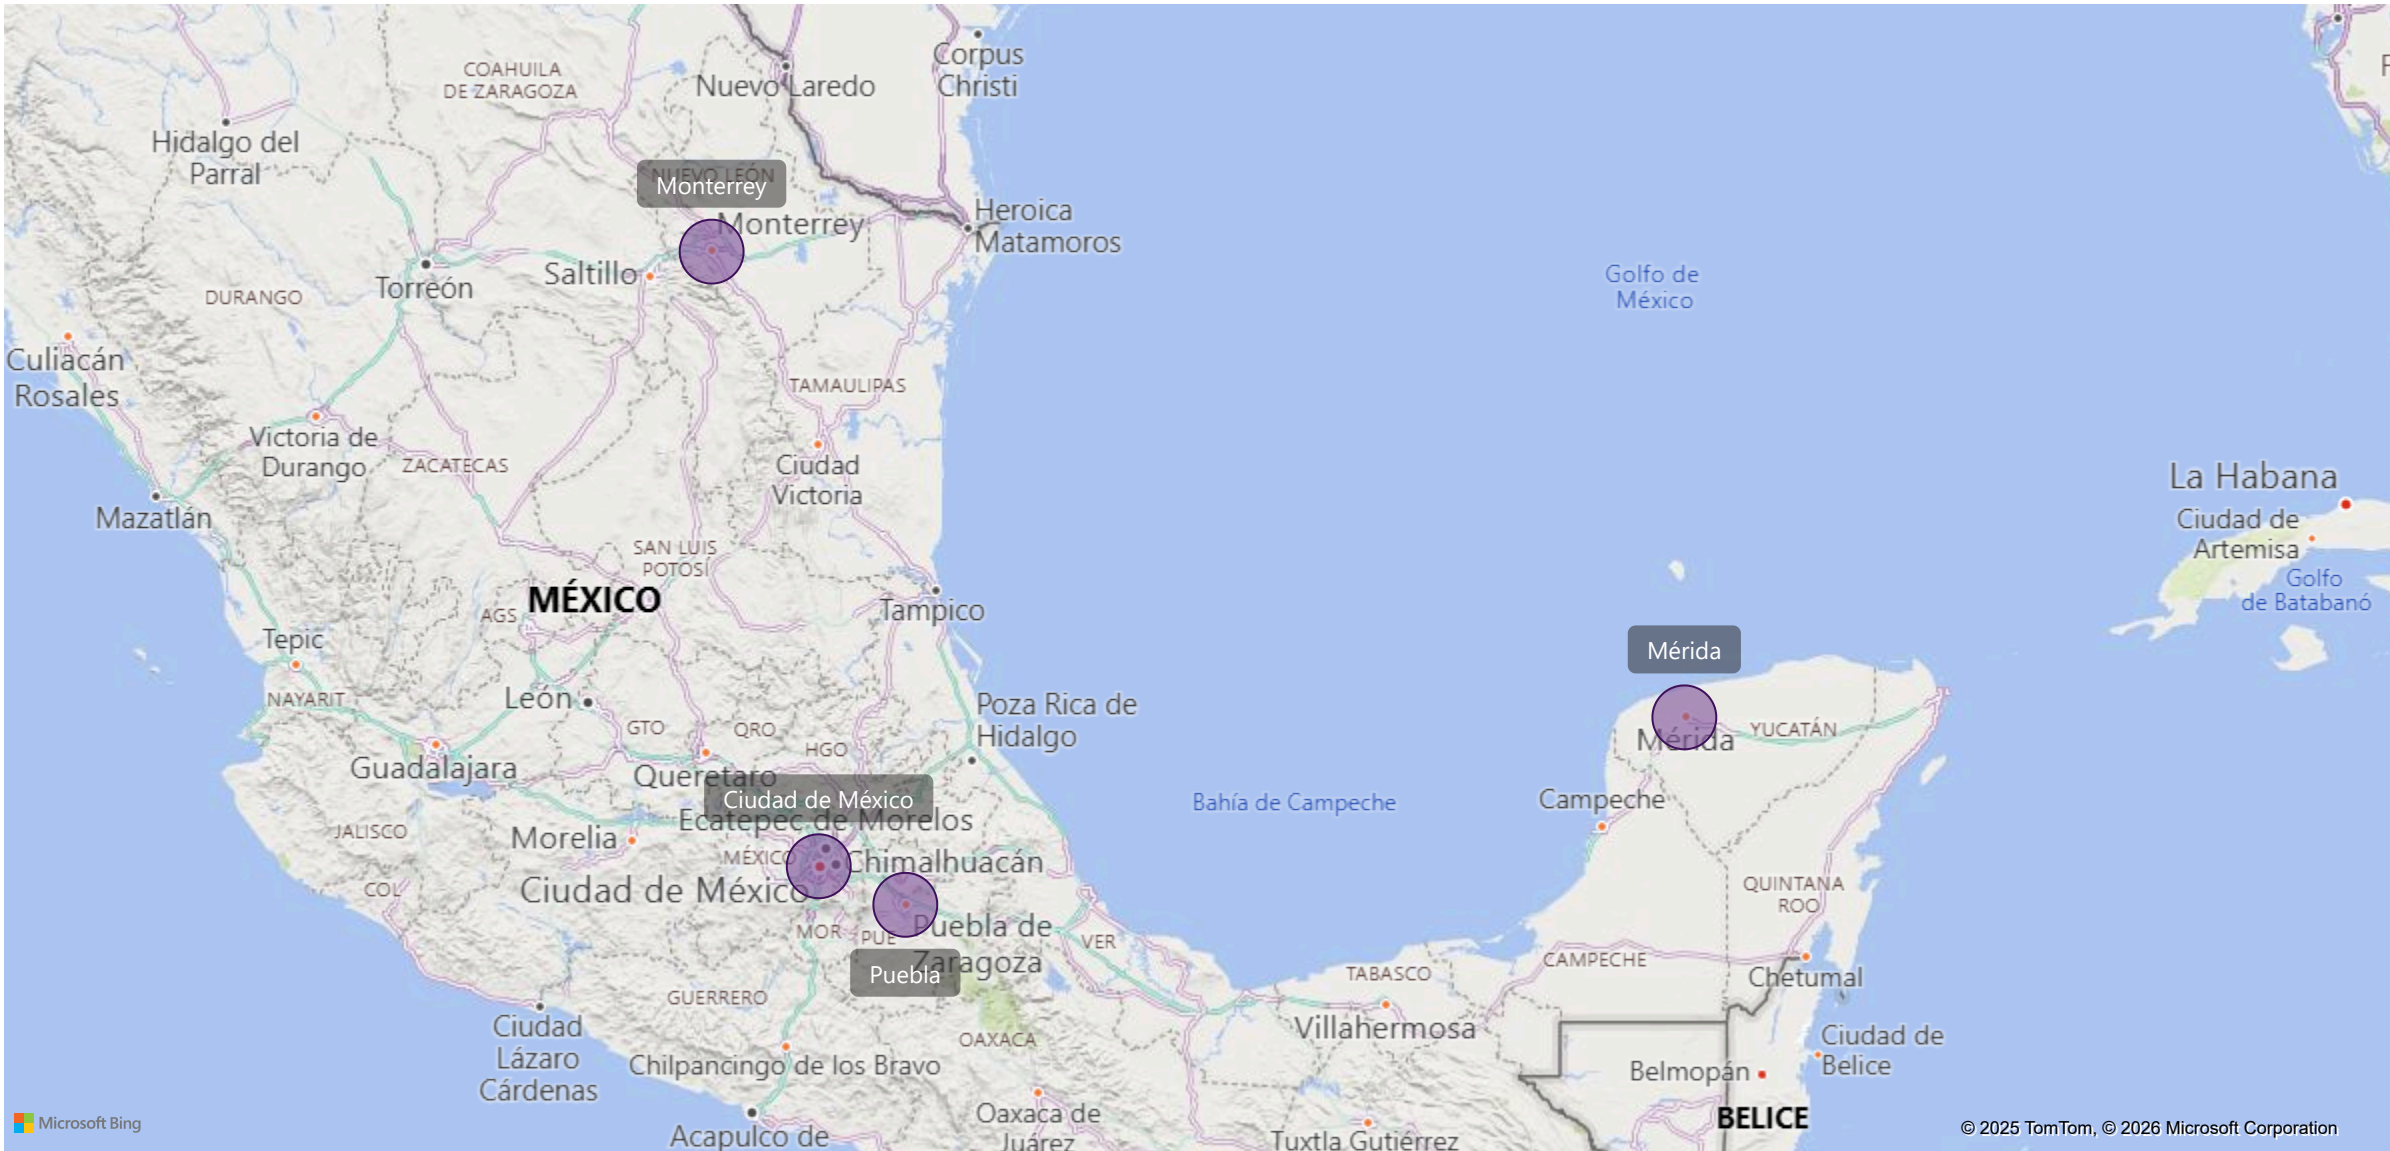 COAHUILA
DE ZARAGOZA
Nuevo Laredo
Corpus
Christi
Hidalgo del
Parral
NUEVO LEÓN
Monterrey
Monterrey
Heroica
Matamoros
Saltillo
Torreón
DURANGO
Golfo de
México
Culiacán
Rosales
TAMAULIPAS
Victoria de
Durango
ZACATECAS
Ciudad
Victoria
La Habana
Ciudad de
Artemisa
Golfo
de Batabanó
Mazatlán
SAN LUIS
POTOSÍ
MÉXICO
AGS
Tampico
Tepic
NAYARIT
León
Mérida
Mérida
YUCATÁN
Poza Rica de
Hidalgo
GTO
QRO
HGO
Guadalajara
Queretaro
Ciudad de México
Ecatepec de Morelos
Bahía de Campeche
Campeche
JALISCO
Morelia
MÉXICO
Chimalhuacán
Ciudad de México
COL
QUINTANA
ROO
MOR
PUE
Puebla de
Zaragoza
Puebla
VER
CAMPECHE
TABASCO
Chetumal
GUERRERO
Ciudad
Lázaro
Cárdenas
OAXACA
Villahermosa
Ciudad de
Belice
Chilpancingo de los Bravo
Belmopán
Oaxaca de
Juárez
BELICE
Microsoft Bing
Acapulco de
Tuxtla Gutiérrez
© 2025 TomTom, © 2026 Microsoft Corporation